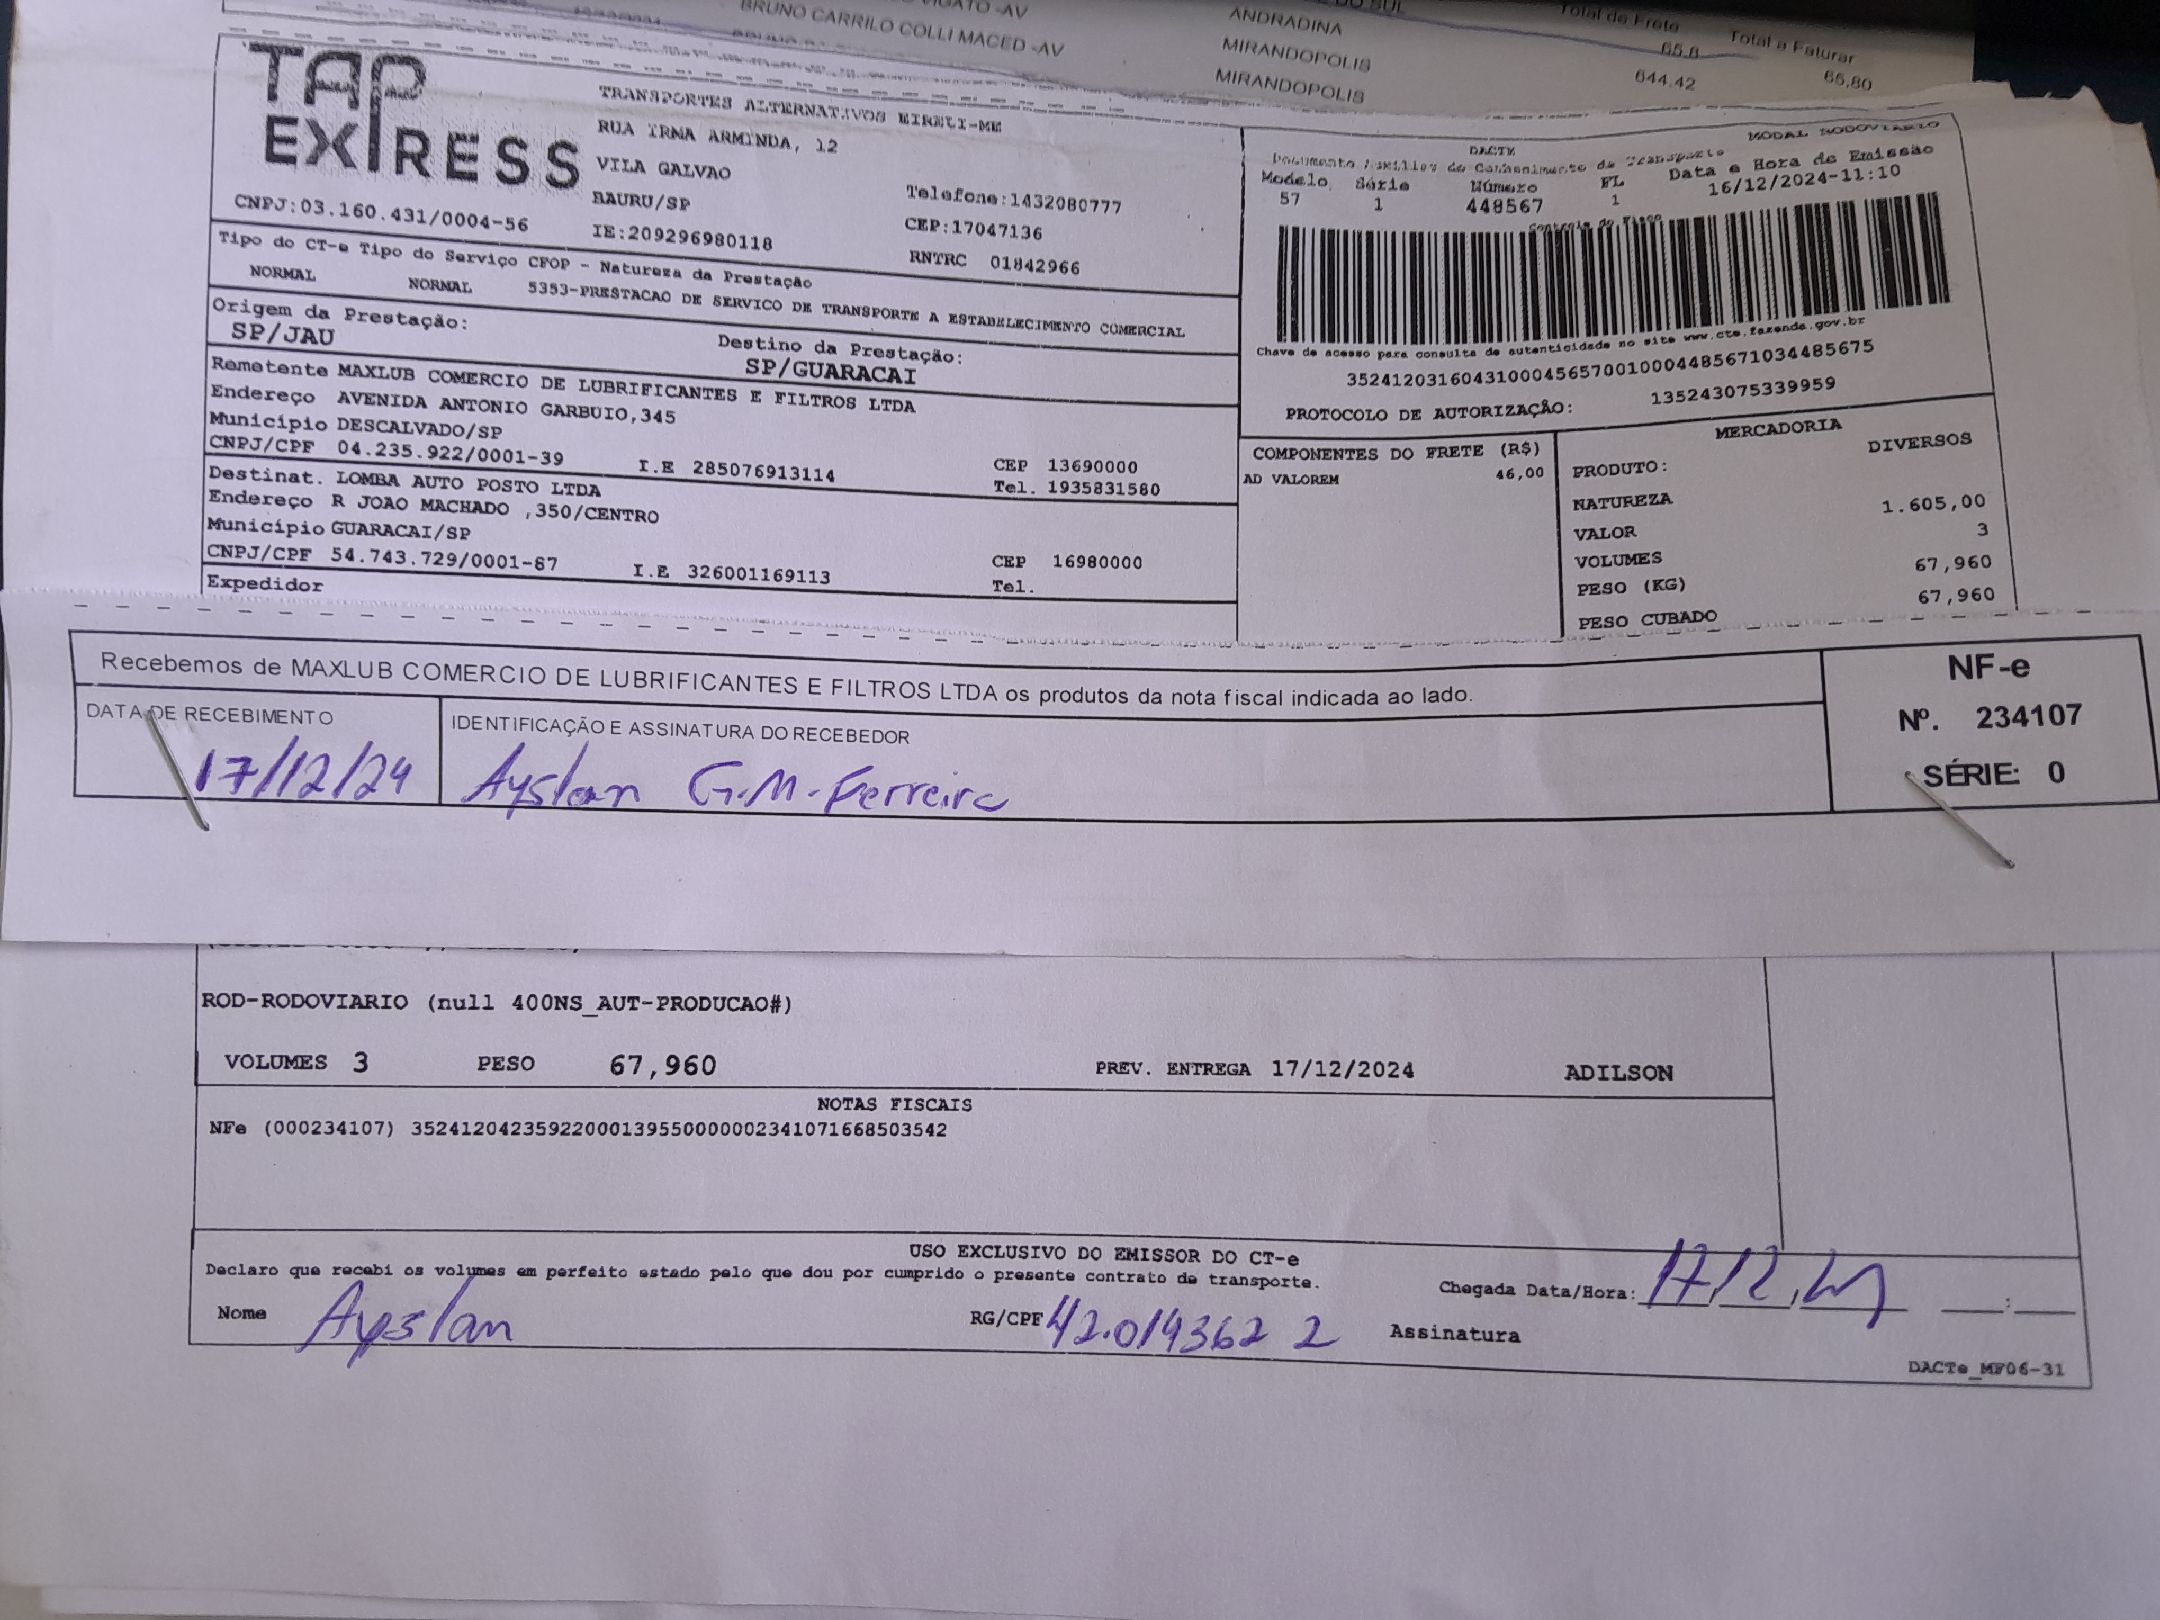 BRUNO CARRILO COLLI MACED -AV
ANDRADINA
MIRANDOPOLIS
MIRANDOPOLIS
Total de Frete
Total a Faturar
65,8
644,42
65,80
TAP EXPRESS
CNPJ:03.160.431/0004-56
TRANSPORTES ALTERNATIVOS EIRELI-ME
RUA IRMA ARMINDA, 12
VILA GALVAO
BAURU/SP
Telefone:1432080777
IE:209296980118
CEP:17047136
RNTRC 01842966
DACTE
MODAL RODOVIARIO
Documento Auxiliar de Conhecimento de Transporte
Modelo Série Número FL Data e Hora de Emissão
57 1 448567 1 16/12/2024-11:10
Controle do Fisco
Chave de acesso para consulta de autenticidade no site www.cte.fazenda.gov.br
35241203160431000456570010004485671034485675
PROTOCOLO DE AUTORIZAÇÃO: 135243075339959
Tipo do CT-e Tipo do Serviço CFOP - Natureza da Prestação
NORMAL NORMAL 5353-PRESTACAO DE SERVICO DE TRANSPORTE A ESTABELECIMENTO COMERCIAL
Origem da Prestação: Destino da Prestação:
SP/JAU SP/GUARACAI
Remetente MAXLUB COMERCIO DE LUBRIFICANTES E FILTROS LTDA
Endereço AVENIDA ANTONIO GARBUIO,345
Município DESCALVADO/SP
CNPJ/CPF 04.235.922/0001-39 I.E 285076913114
CEP 13690000
Tel. 1935831580
Destinat. LOMBA AUTO POSTO LTDA
Endereço R JOAO MACHADO ,350/CENTRO
Município GUARACAI/SP
CNPJ/CPF 54.743.729/0001-67 I.E 326001169113
CEP 16980000
Tel.
Expedidor
COMPONENTES DO FRETE (R$)
AD VALOREM 46,00
MERCADORIA
PRODUTO: DIVERSOS
NATUREZA
VALOR 1.605,00
VOLUMES 3
PESO (KG) 67,960
PESO CUBADO 67,960
Recebemos de MAXLUB COMERCIO DE LUBRIFICANTES E FILTROS LTDA os produtos da nota fiscal indicada ao lado.
NF-e
Nº. 234107
SÉRIE: 0
DATA DE RECEBIMENTO
17/12/24
IDENTIFICAÇÃO E ASSINATURA DO RECEBEDOR
Ayslan G.M.Ferreira
ROD-RODOVIARIO (null 400NS_AUT-PRODUCAO#)
VOLUMES 3 PESO 67,960 PREV. ENTREGA 17/12/2024 ADILSON
NOTAS FISCAIS
NFe (000234107) 35241204235922000139550000002341071668503542
USO EXCLUSIVO DO EMISSOR DO CT-e
Declaro que recebi os volumes em perfeito estado pelo que dou por cumprido o presente contrato de transporte.
Chegada Data/Hora: 17/12/24
Nome Ayslan RG/CPF 42.014362 2 Assinatura
DACTe_MF06-31